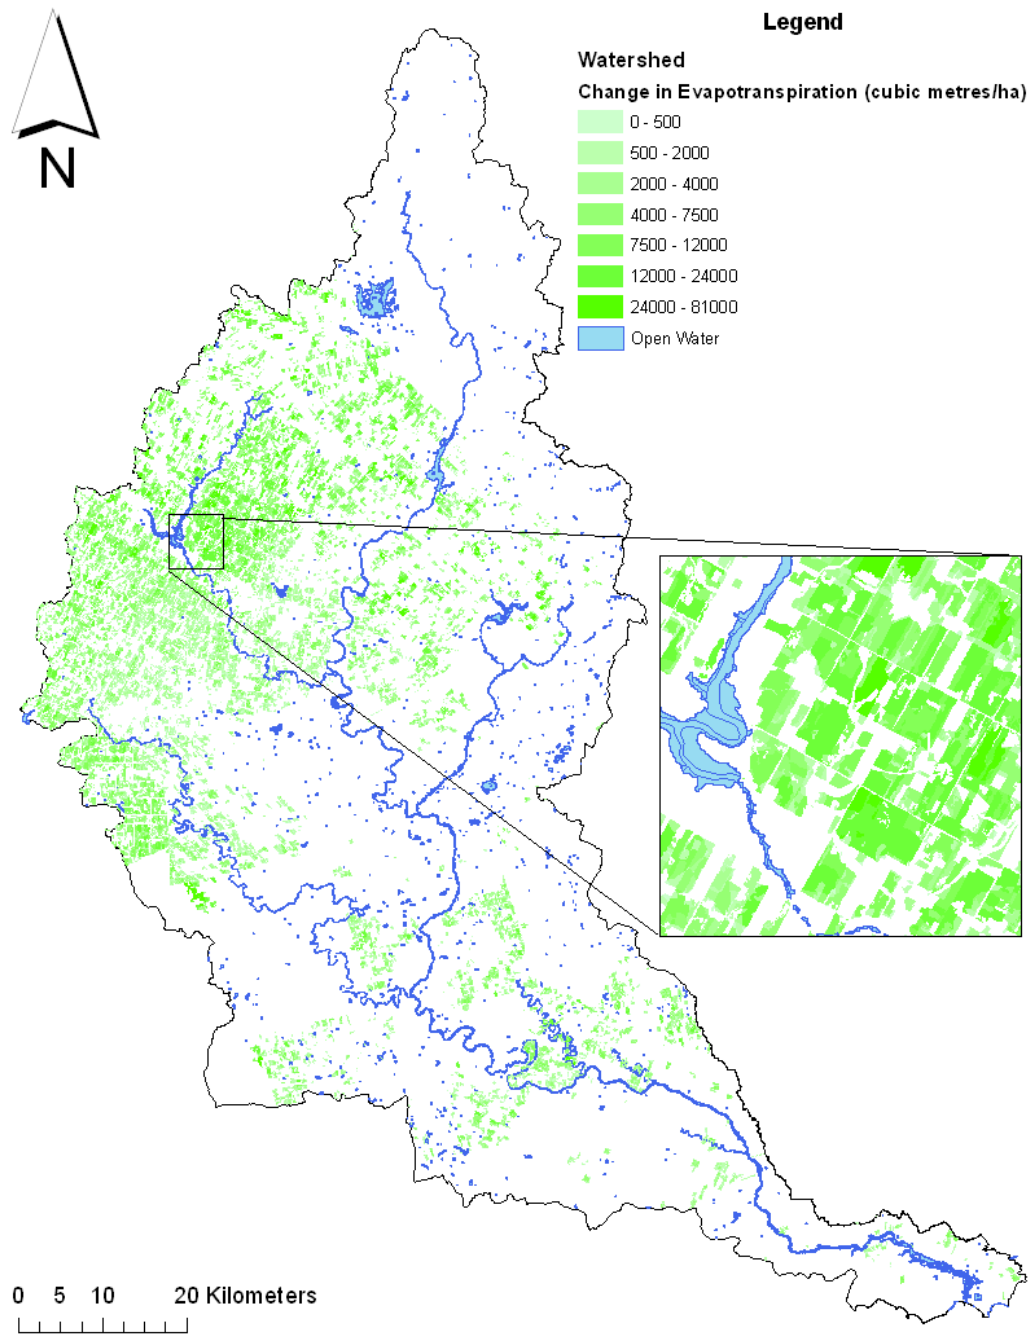 Legend
N
Watershed
Change in Evapotranspiration (cubic metres/ha)
0 - 500
500 - 2000
2000 - 4000
4000 - 7500
7500 - 12000
12000 - 24000
24000 - 81000
Open Water
0 5 10 20 Kilometers